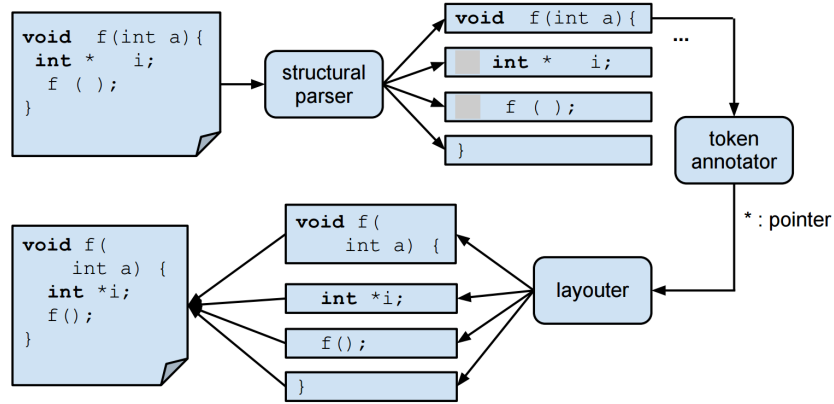 void  f(int a){
int *   i;
f ( );
}
structural
parser
void  f(int a){
int *   i;
f ( );
}
...
token
annotator
* : pointer
layouter
void f(
int a) {
int *i;
f();
}
void f(
int a) {
int *i;
f();
}